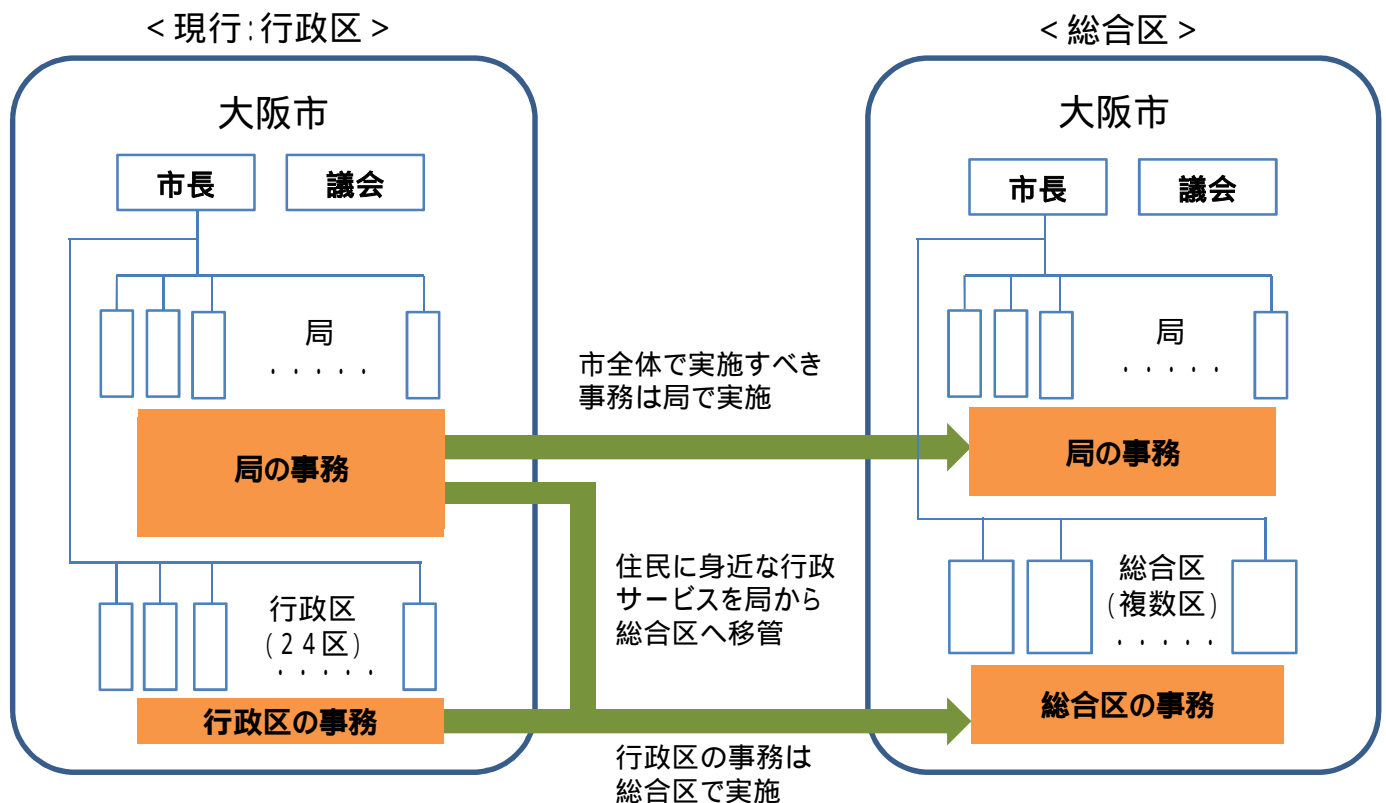 <現行:行政区>
大阪市
市長
議会
局
・・・・・
局の事務
行政区
(24区)
・・・・・
行政区の事務
市全体で実施すべき
事務は局で実施
住民に身近な行政
サービスを局から
総合区へ移管
行政区の事務は
総合区で実施
<総合区>
大阪市
市長
議会
局
・・・・・
局の事務
総合区
(複数区)
・・・・・
総合区の事務